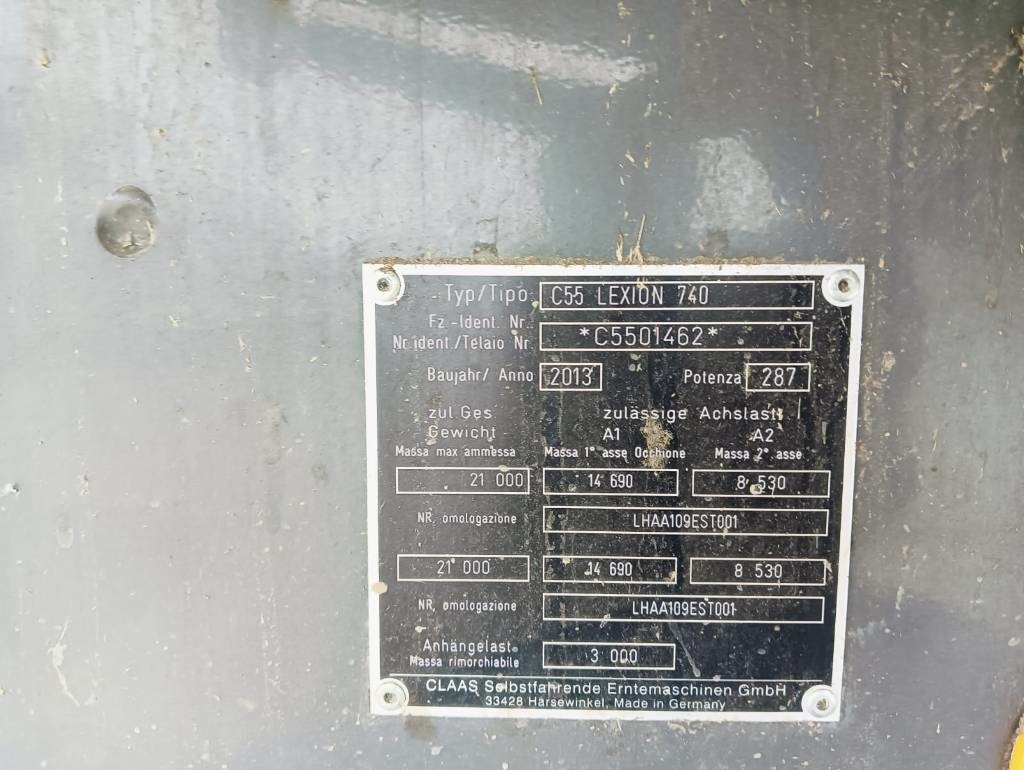 Typ/Tipo C55 LEXION 740
Fz.-Ident. Nr.
Nr.ident./Telaio Nr. *C5501462*
Baujahr/ Anno 2013 Potenza 287
zul.Ges. zulässige Achslast
Gewicht A1 A2
Massa max ammessa Massa 1° asse Occhione Massa 2° asse
21 000 14 690 8 530
NR. omologazione LHAA109EST001
21 000 14 690 8 530
NR. omologazione LHAA109EST001
Anhängelast
Massa rimorchiabile 3 000
CLAAS Selbstfahrende Erntemaschinen GmbH
33428 Harsewinkel, Made in Germany